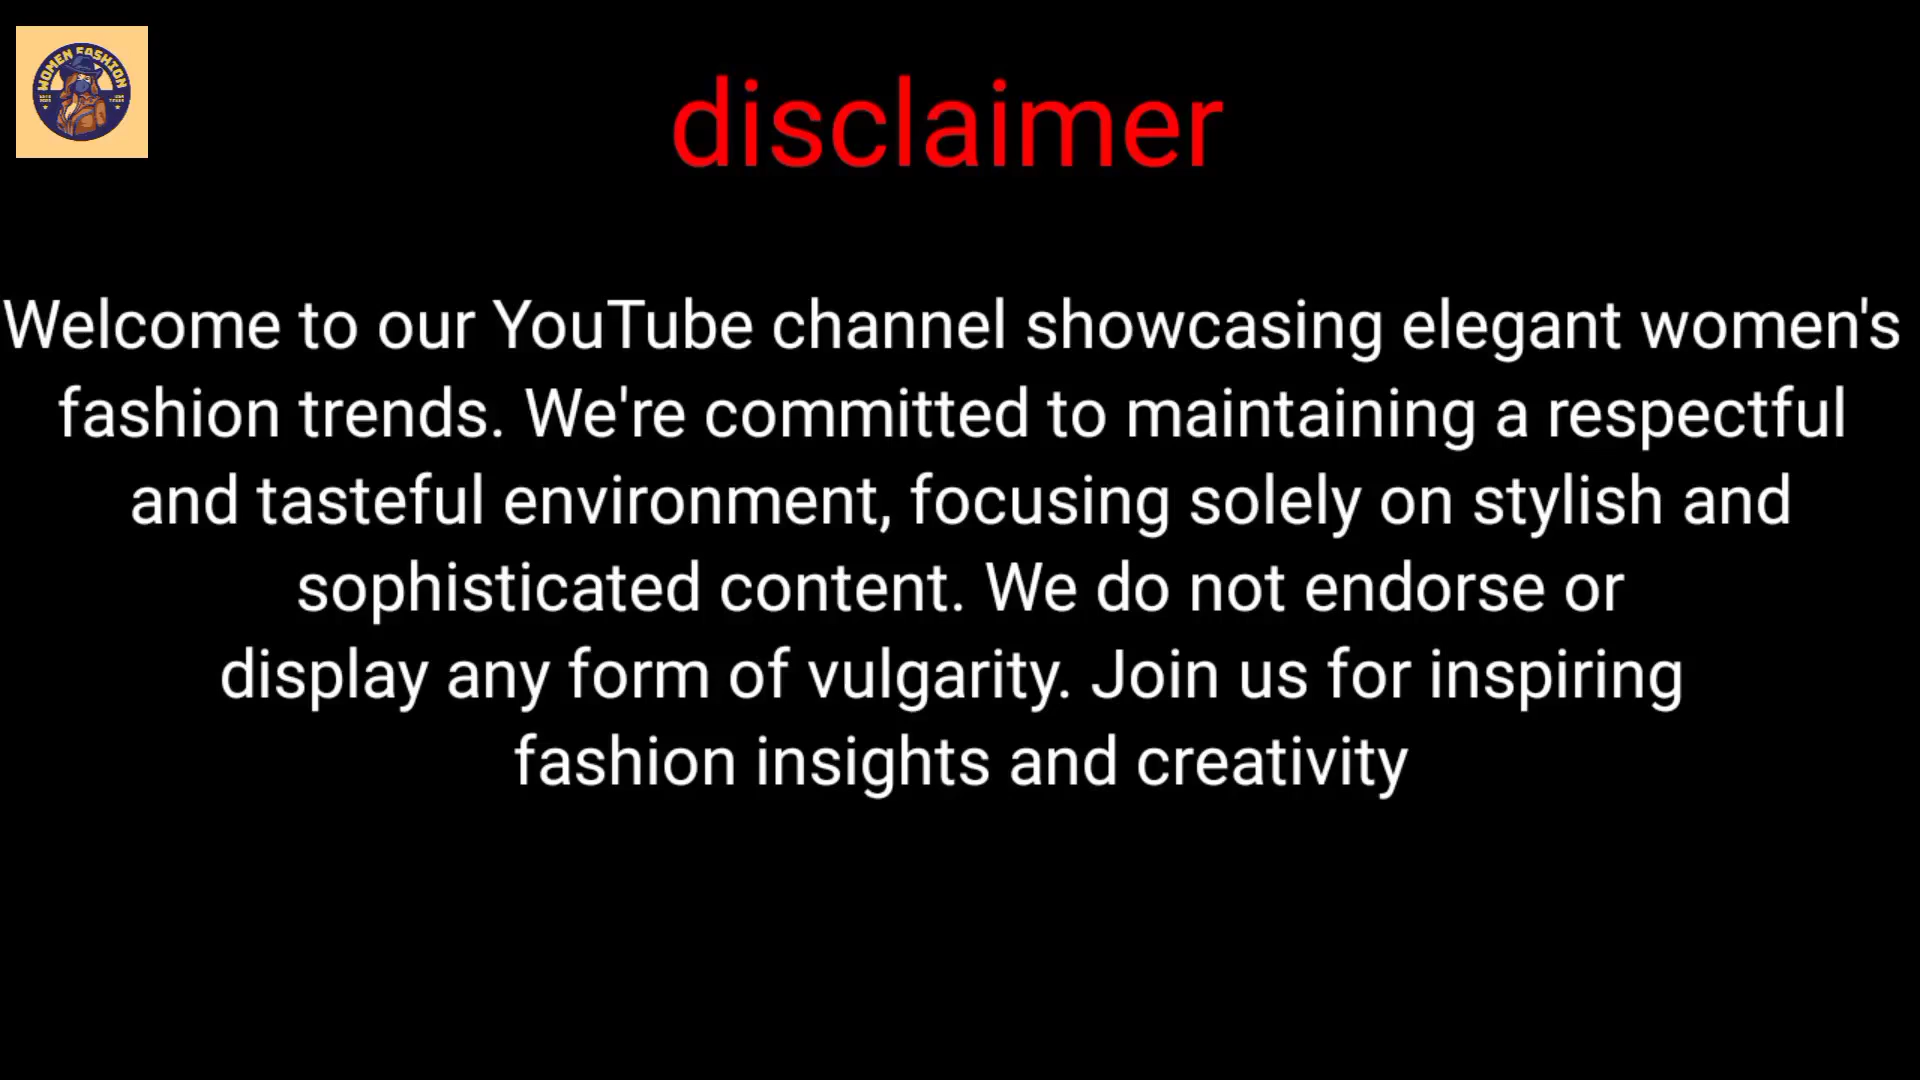 WOMEN FASHION
disclaimer
Welcome to our YouTube channel showcasing elegant women's
fashion trends. We're committed to maintaining a respectful
and tasteful environment, focusing solely on stylish and
sophisticated content. We do not endorse or
display any form of vulgarity. Join us for inspiring
fashion insights and creativity